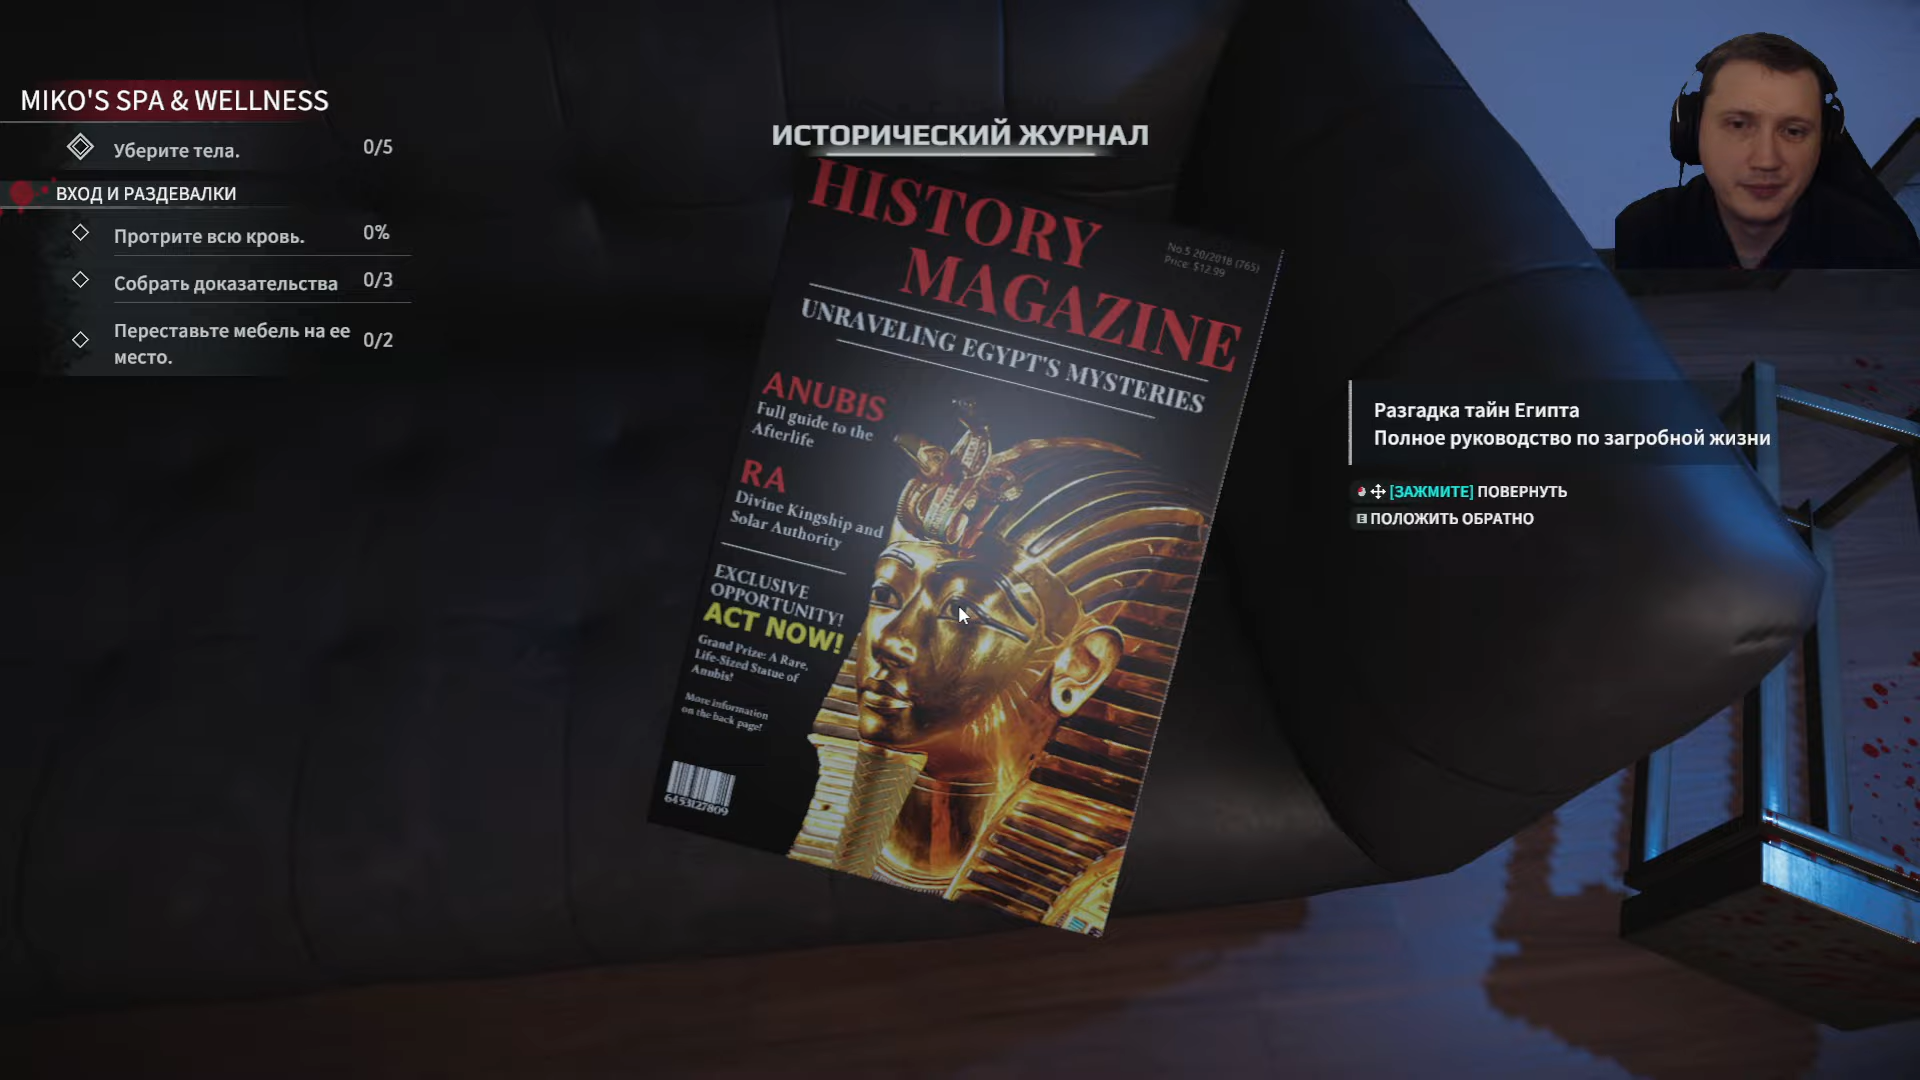 MIKO'S SPA & WELLNESS
Уберите тела. 0/5
ВХОД И РАЗДЕВАЛКИ
Протрите всю кровь. 0%
Собрать доказательства 0/3
Переставьте мебель на ее
место. 0/2
ИСТОРИЧЕСКИЙ ЖУРНАЛ
HISTORY
MAGAZINE
No.5 20/2018 (765)
Price: $12.99
UNRAVELING EGYPT'S MYSTERIES
ANUBIS
Full guide to the
Afterlife
RA
Divine Kingship and
Solar Authority
EXCLUSIVE
OPPORTUNITY!
ACT NOW!
Grand Prize: A Rare,
Life-Sized Statue of
Anubis!
More information
on the back page!
6453127809
Разгадка тайн Египта
Полное руководство по загробной жизни
[ЗАЖМИТЕ] ПОВЕРНУТЬ
E ПОЛОЖИТЬ ОБРАТНО